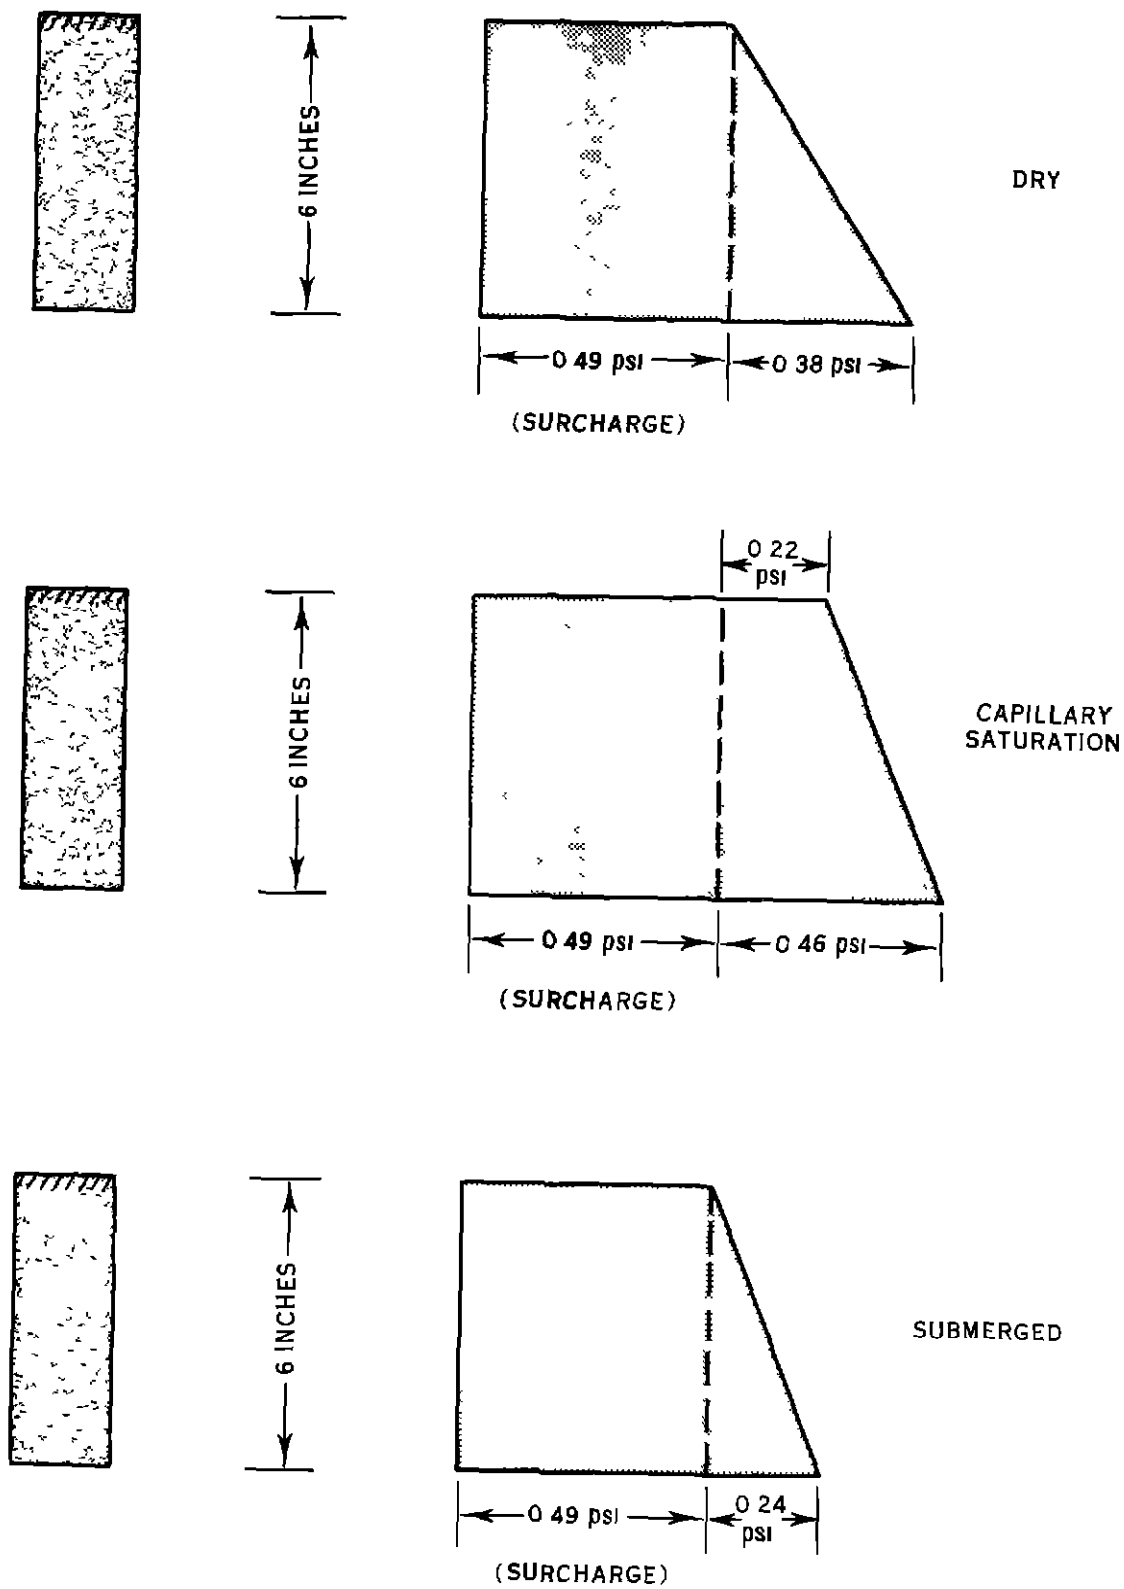 6 INCHES
DRY
0 49 psi
0 38 psi
(SURCHARGE)
0 22
psi
6 INCHES
CAPILLARY
SATURATION
0 49 psi
0 46 psi
(SURCHARGE)
6 INCHES
SUBMERGED
0 49 psi
0 24
psi
(SURCHARGE)